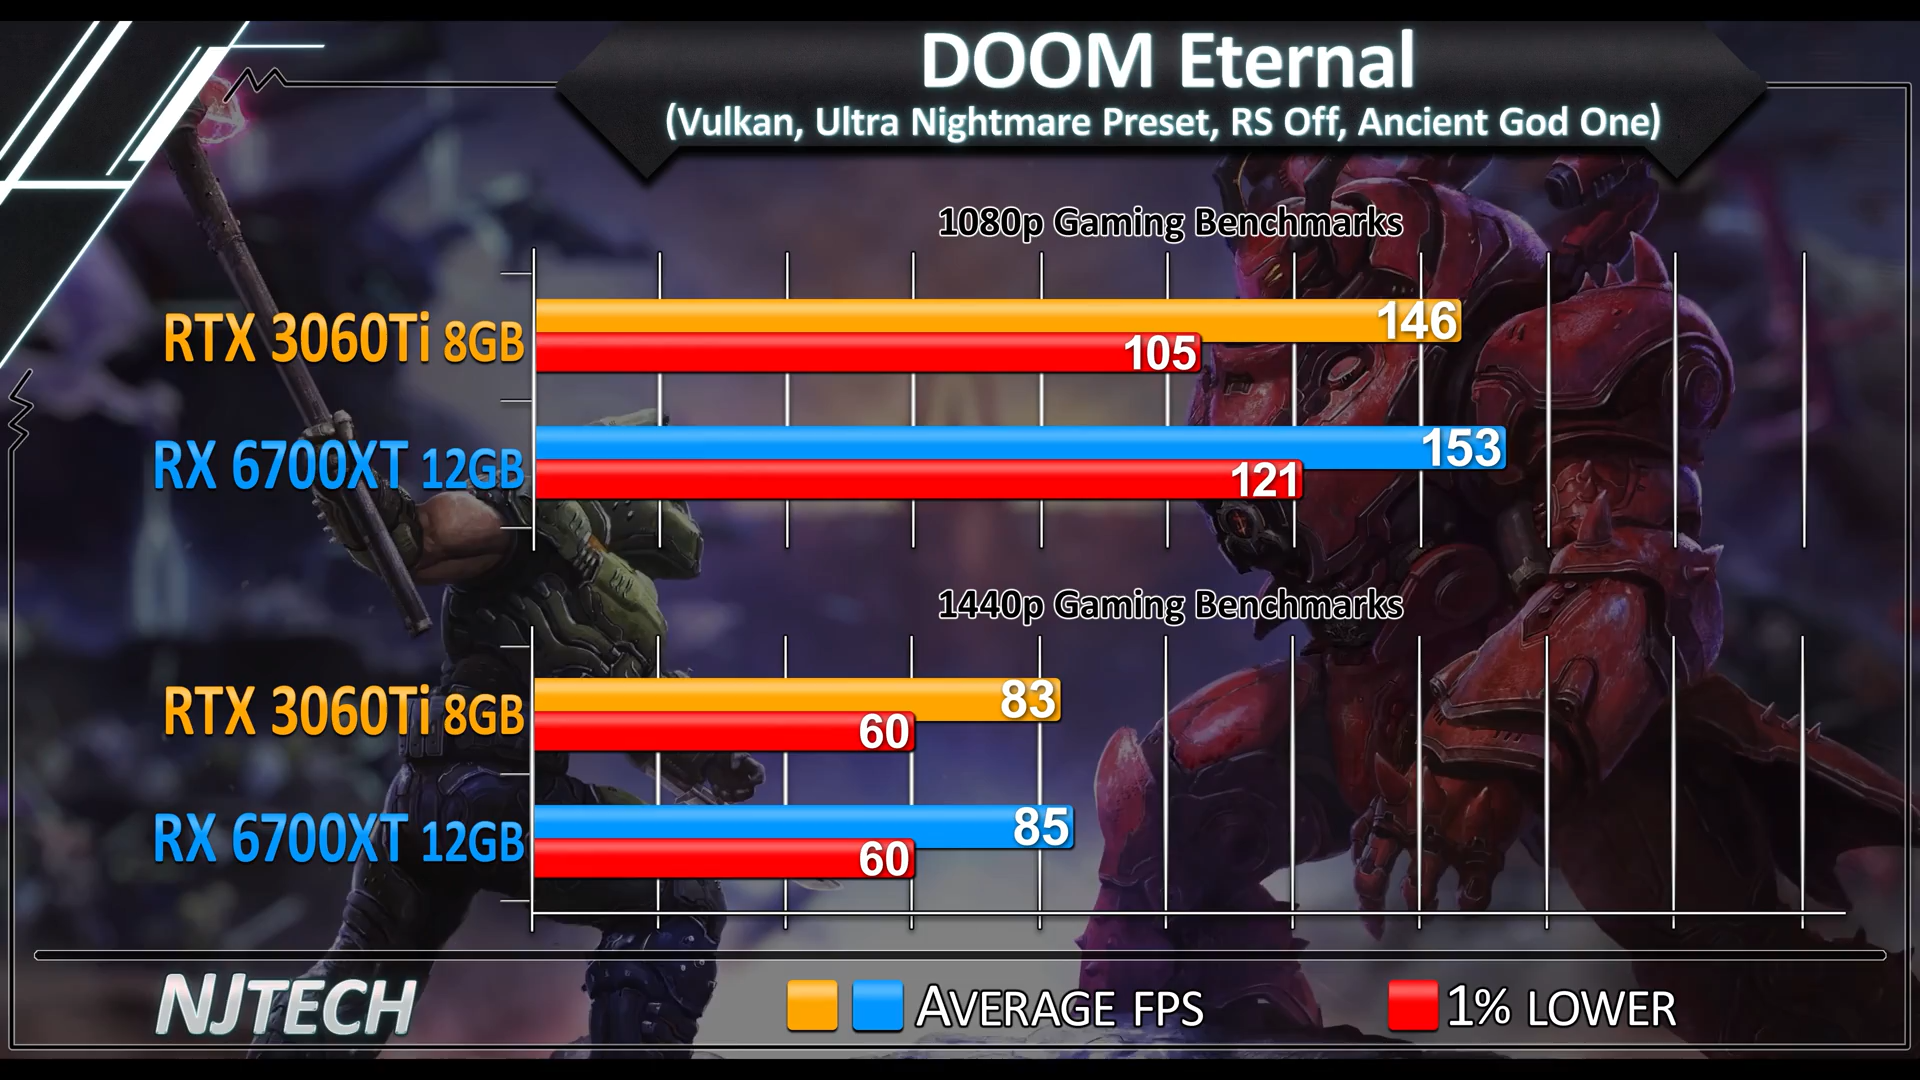 DOOM Eternal
(Vulkan, Ultra Nightmare Preset, RS Off, Ancient God One)
1080p Gaming Benchmarks
RTX 3060Ti 8GB
146
105
RX 6700XT 12GB
153
121
1440p Gaming Benchmarks
RTX 3060Ti 8GB
83
60
RX 6700XT 12GB
85
60
NJTECH
AVERAGE FPS
1% LOWER